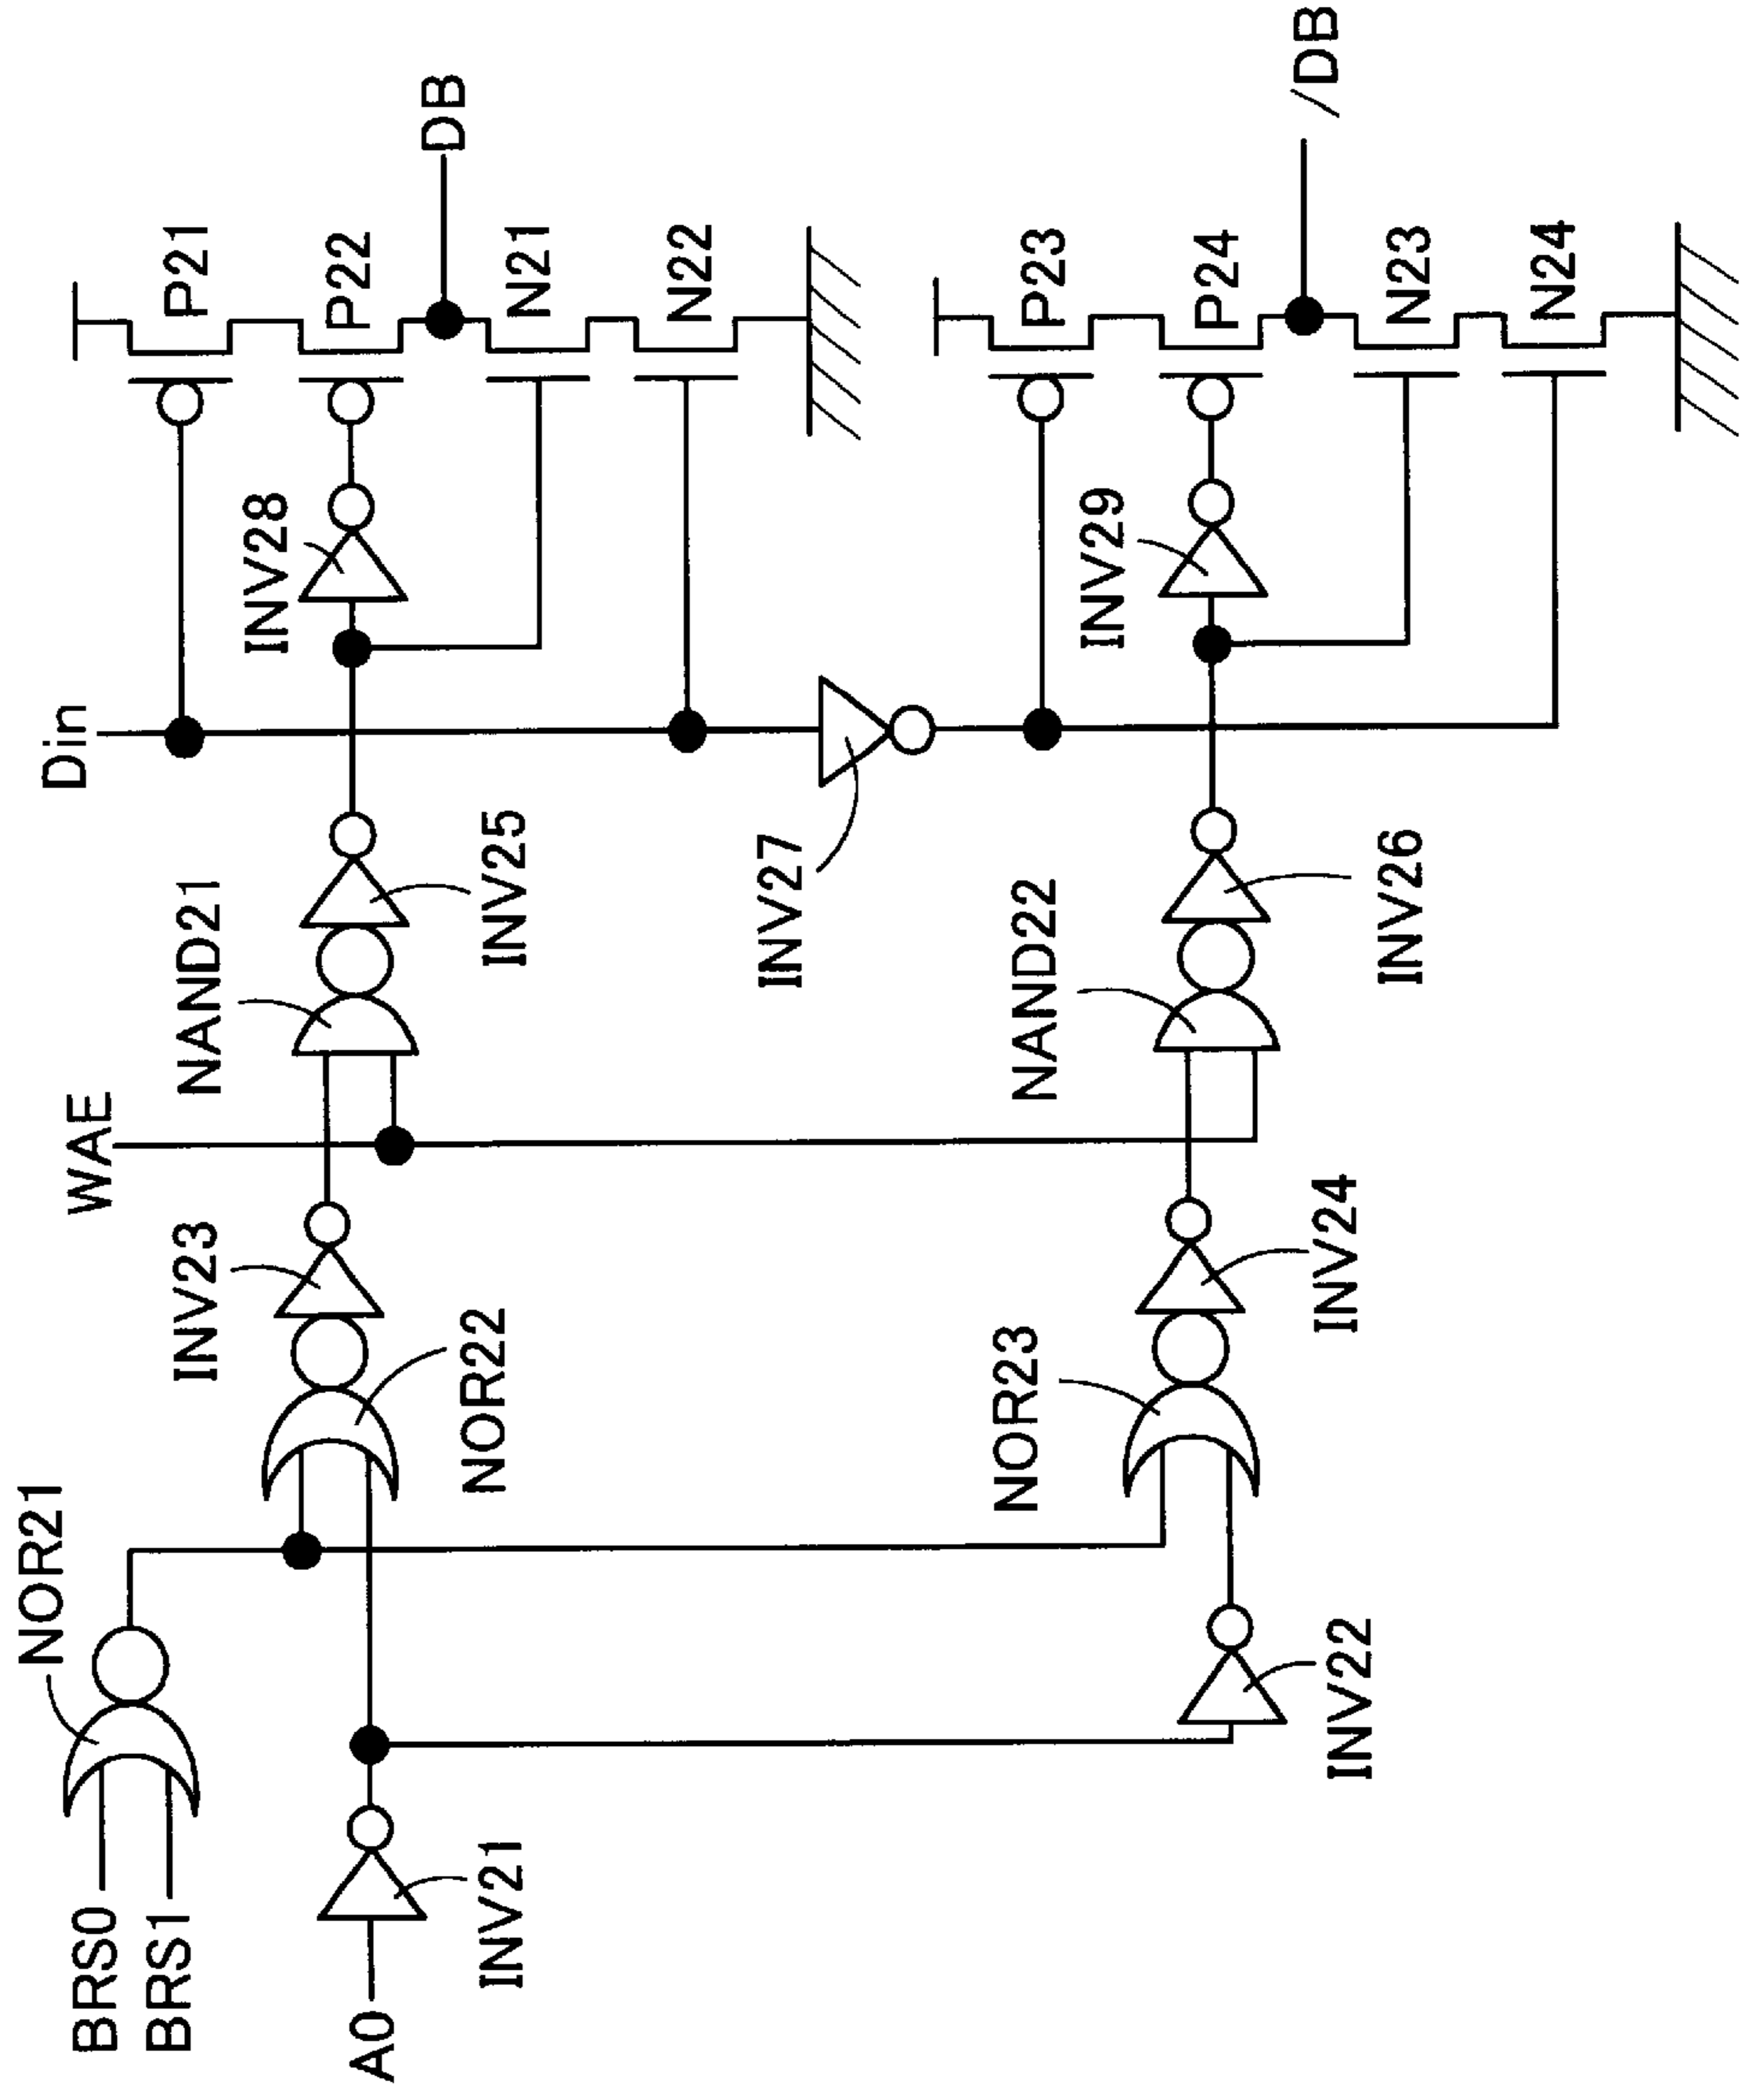 BRS0
BRS1
NOR21
A0
INV21
INV22
NOR22
INV23
NOR23
INV24
WAE
NAND21
INV25
NAND22
INV26
Din
INV27
INV28
INV29
P21
P22
N21
N22
DB
P23
P24
N23
N24
/DB